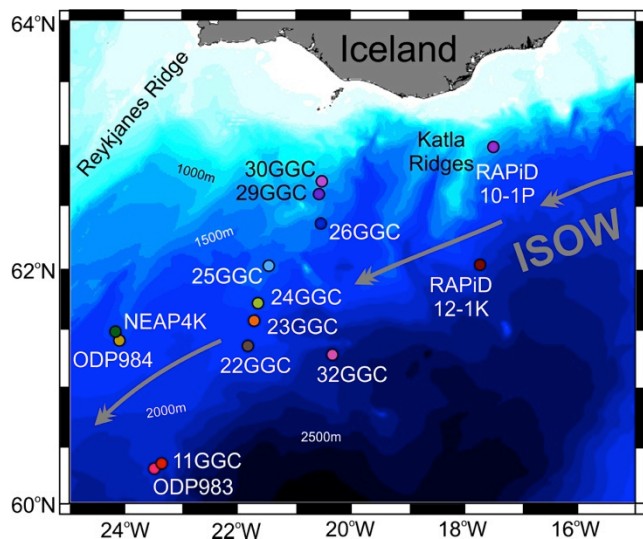 64°N
Iceland
Reykjanes Ridge
Katla
Ridges
1000m
30GGC
29GGC
RAPiD
10-1P
26GGC
1500m
ISOW
62°N
25GGC
24GGC
RAPiD
12-1K
NEAP4K
23GGC
ODP984
22GGC
32GGC
2000m
2500m
11GGC
ODP983
60°N
24°W
22°W
20°W
18°W
16°W